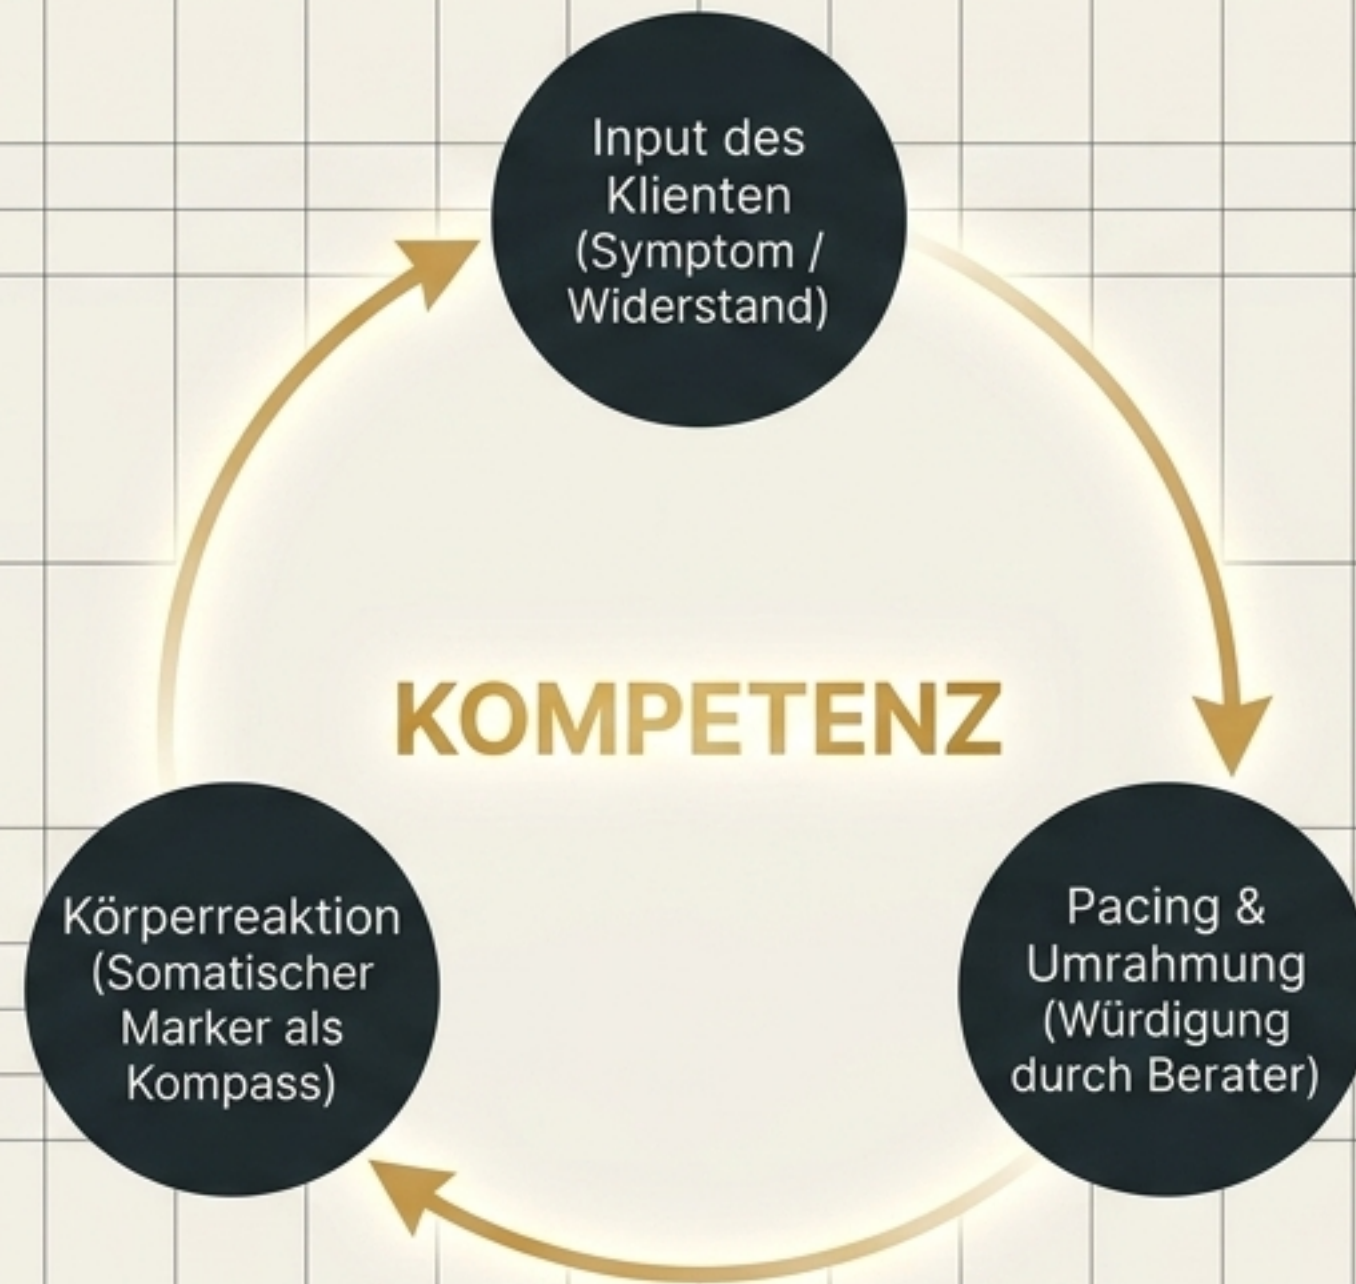 Input des
Klienten
(Symptom /
Widerstand)
KOMPETENZ
Körperreaktion
(Somatischer
Marker als
Kompass)
Pacing &
Umrahmung
(Würdigung
durch Berater)